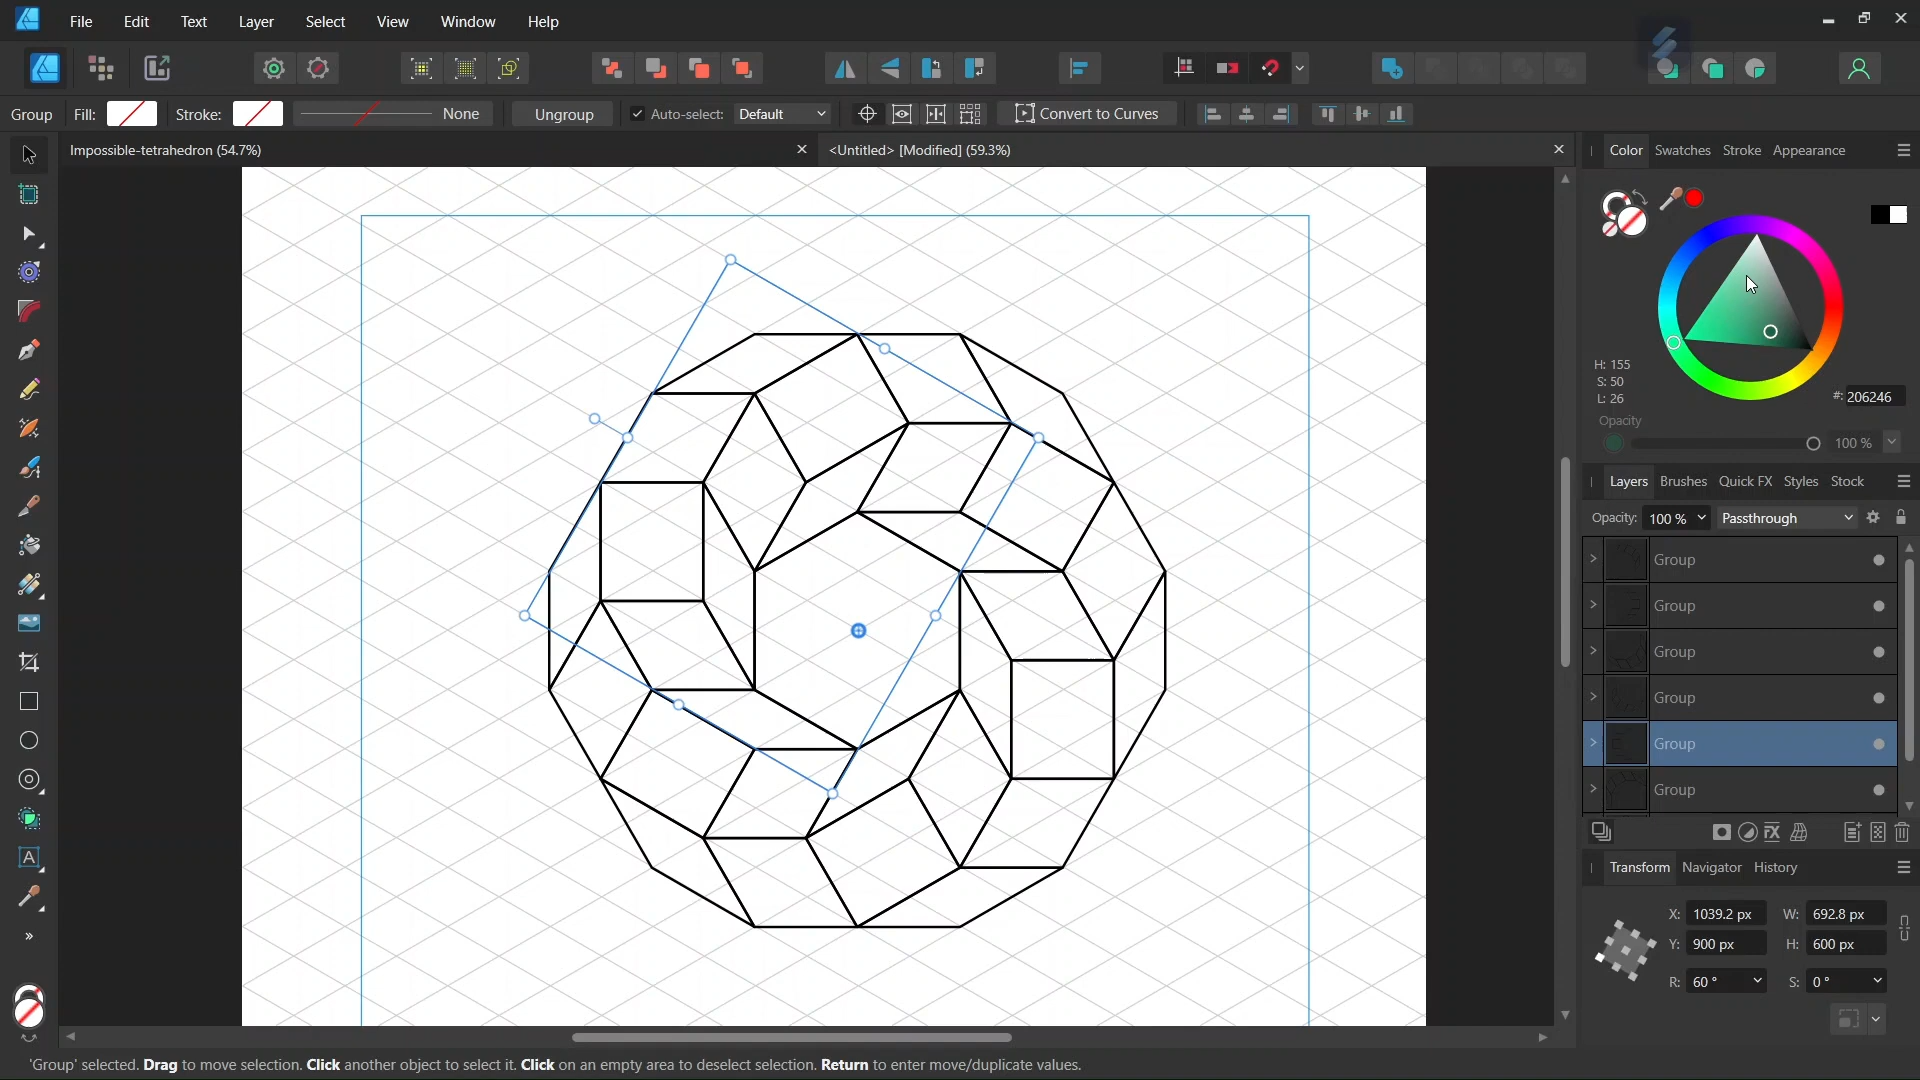 File Edit Text Layer Select View Window Help
Group Fill: Stroke: None Ungroup Auto-select: Default Convert to Curves
Impossible-tetrahedron (54.7%)
<Untitled> [Modified] (59.3%)
Color Swatches Stroke Appearance
H: 155
S: 50
L: 26
#: 206246
Opacity
100 %
Layers Brushes Quick FX Styles Stock
Opacity: 100 % Passthrough
Group
Group
Group
Group
Group
Group
Transform Navigator History
X: 1039.2 px W: 692.8 px
Y: 900 px H: 600 px
R: 60 ° S: 0 °
'Group' selected. Drag to move selection. Click another object to select it. Click on an empty area to deselect selection. Return to enter move/duplicate values.